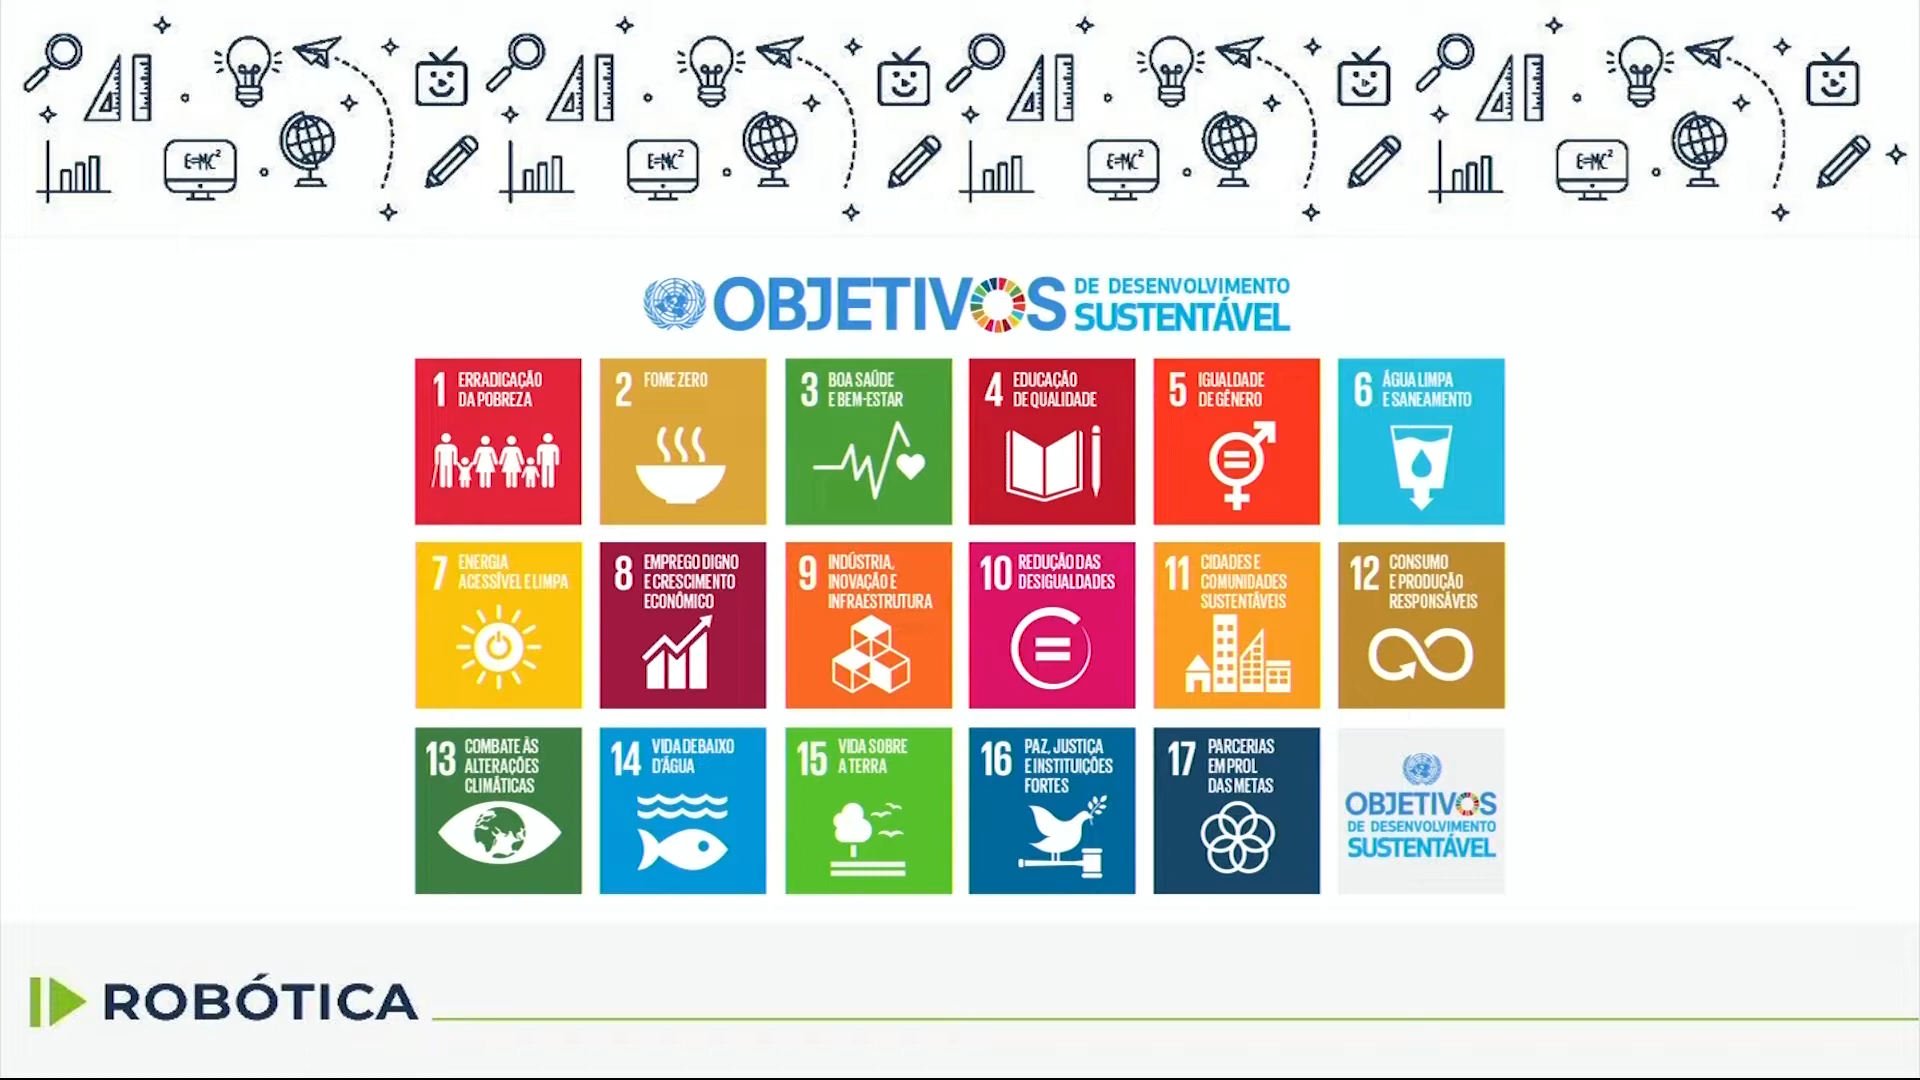 E=MC²
E=MC²
E=MC²
E=MC²
OBJETIVOS
DE DESENVOLVIMENTO
SUSTENTÁVEL
1 ERRADICAÇÃO
DA POBREZA
2 FOME ZERO
3 BOA SAÚDE
E BEM-ESTAR
4 EDUCAÇÃO
DE QUALIDADE
5 IGUALDADE
DE GÊNERO
6 ÁGUA LIMPA
E SANEAMENTO
7 ENERGIA
ACESSÍVEL E LIMPA
8 EMPREGO DIGNO
E CRESCIMENTO
ECONÔMICO
9 INDÚSTRIA,
INOVAÇÃO E
INFRAESTRUTURA
10 REDUÇÃO DAS
DESIGUALDADES
11 CIDADES E
COMUNIDADES
SUSTENTÁVEIS
12 CONSUMO
E PRODUÇÃO
RESPONSÁVEIS
13 COMBATE ÀS
ALTERAÇÕES
CLIMÁTICAS
14 VIDA DEBAIXO
D'ÁGUA
15 VIDA SOBRE
A TERRA
16 PAZ, JUSTIÇA
E INSTITUIÇÕES
FORTES
17 PARCERIAS
EM PROL
DAS METAS
OBJETIVOS
DE DESENVOLVIMENTO
SUSTENTÁVEL
ROBÓTICA